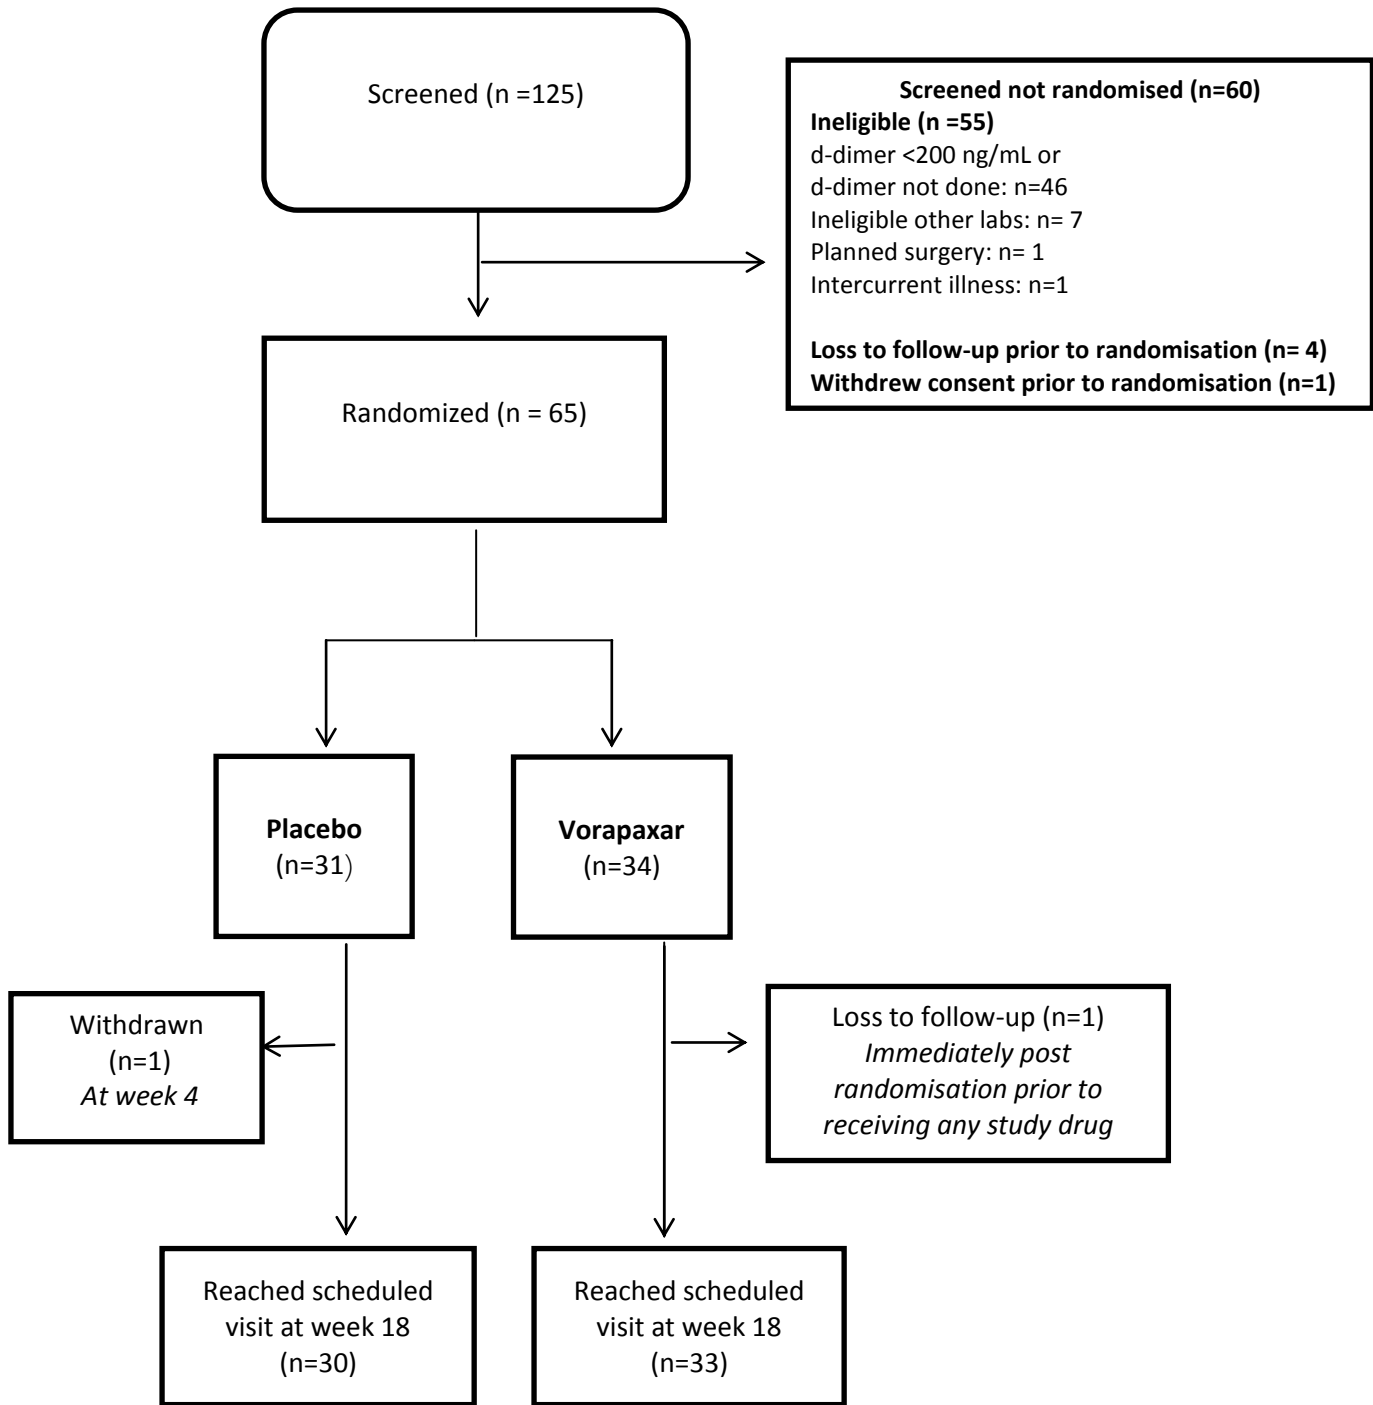 Screened (n =125)
Screened not randomised (n=60)
Ineligible (n =55)
d-dimer <200 ng/mL or
d-dimer not done: n=46
Ineligible other labs: n= 7
Planned surgery: n= 1
Intercurrent illness: n=1
Loss to follow-up prior to randomisation (n= 4)
Withdrew consent prior to randomisation (n=1)
Randomized (n = 65)
Placebo
(n=31)
Vorapaxar
(n=34)
Withdrawn
(n=1)
At week 4
Loss to follow-up (n=1)
Immediately post
randomisation prior to
receiving any study drug
Reached scheduled
visit at week 18
(n=30)
Reached scheduled
visit at week 18
(n=33)